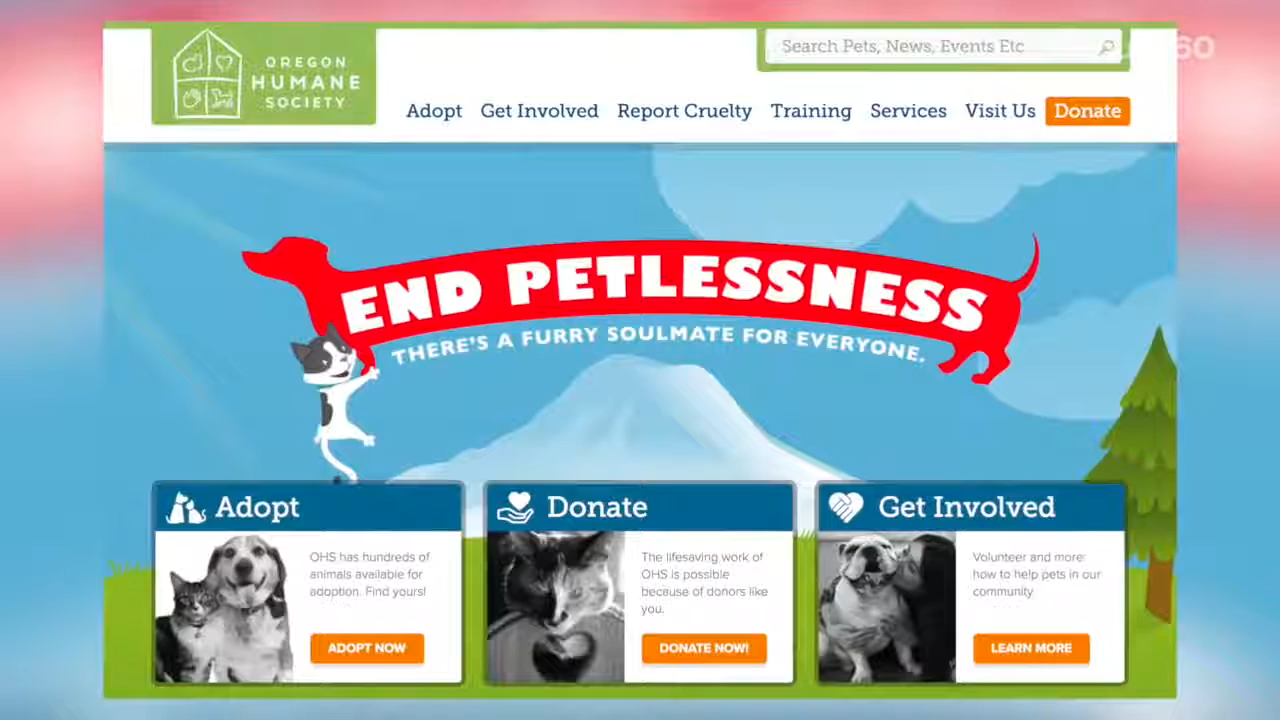 OREGON
HUMANE
SOCIETY
Search Pets, News, Events Etc
60
Adopt Get Involved Report Cruelty Training Services Visit Us Donate
END PETLESSNESS
THERE'S A FURRY SOULMATE FOR EVERYONE.
Adopt
OHS has hundreds of
animals available for
adoption. Find yours!
ADOPT NOW
Donate
The lifesaving work of
OHS is possible
because of donors like
you.
DONATE NOW!
Get Involved
Volunteer and more:
how to help pets in our
community
LEARN MORE